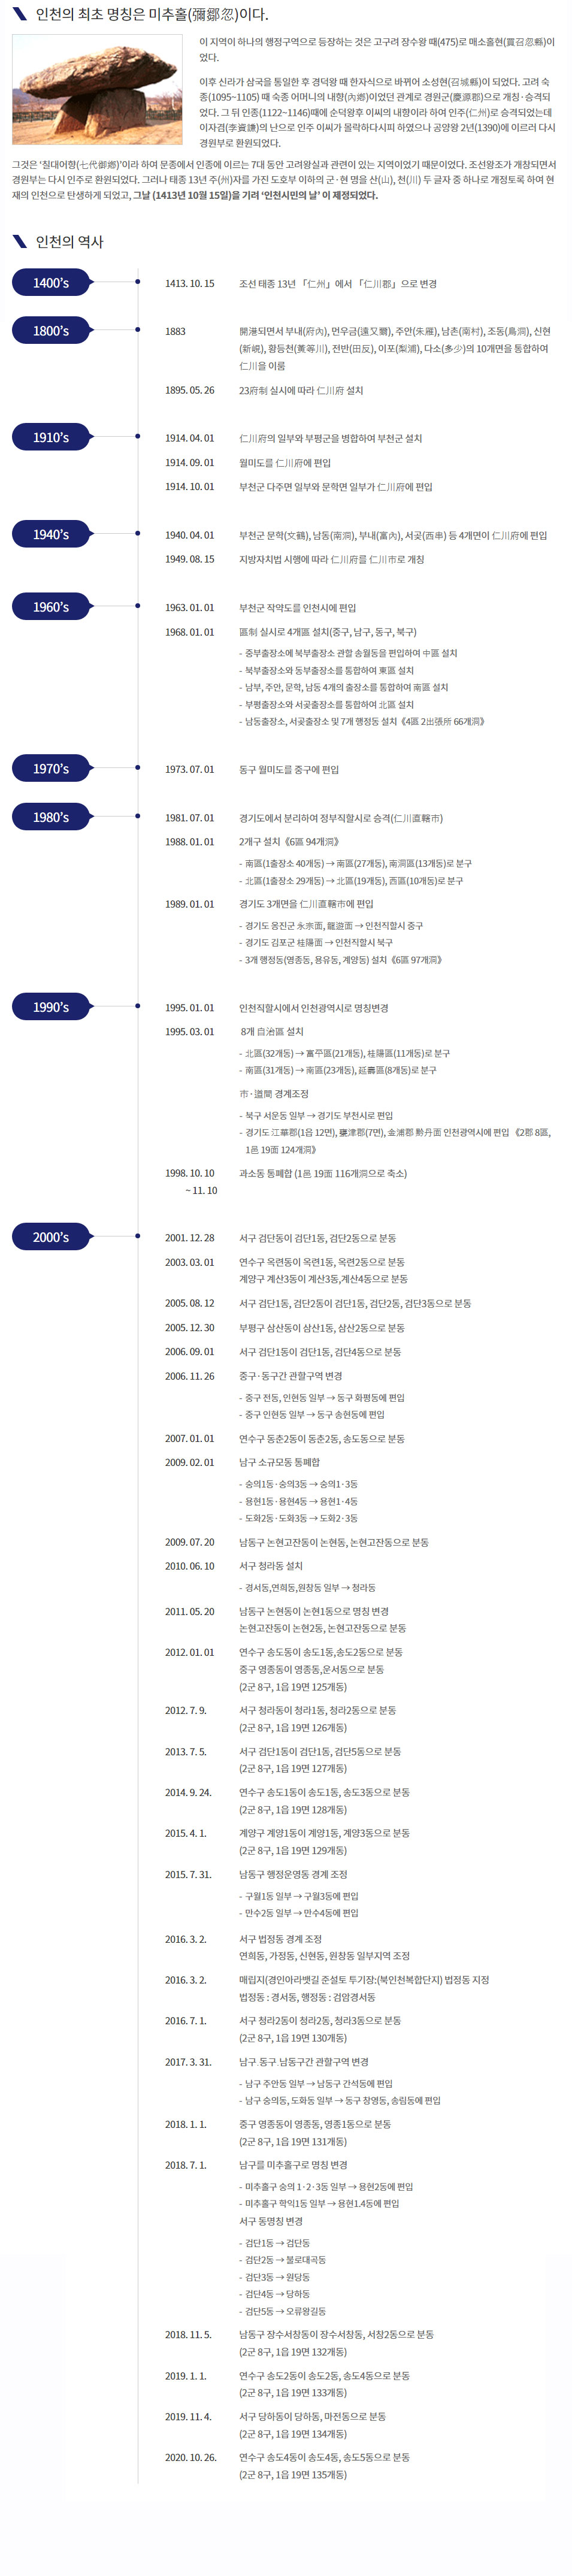 인천의 최초 명칭은 미추홀(彌鄒忽)이다.
이 지역이 하나의 행정구역으로 등장하는 것은 고구려 장수왕 때(475)로 매소홀현(買召忽縣)이
었다.
이후 신라가 삼국을 통일한 후 경덕왕 때 한자식으로 바뀌어 소성현(召城縣)이 되었다. 고려 숙
종(1095~1105) 때 숙종 어머니의 내향(內鄕)이었던 관계로 경원군(慶源郡)으로 개칭·승격되
었다. 그 뒤 인종(1122~1146)때에 순덕왕후 이씨의 내향이라 하여 인주(仁州)로 승격되었는데
이자겸(李資謙)의 난으로 인주 이씨가 몰락하다시피 하였으나 공양왕 2년(1390)에 이르러 다시
경원부로 환원되었다.
그것은 ‘칠대어향(七代御鄕)’이라 하여 문종에서 인종에 이르는 7대 동안 고려왕실과 관련이 있는 지역이었기 때문이었다. 조선왕조가 개창되면서
경원부는 다시 인주로 환원되었다. 그러나 태종 13년 주(州)자를 가진 도호부 이하의 군·현 명을 산(山), 천(川) 두 글자 중 하나로 개정토록 하여 현
재의 인천으로 탄생하게 되었고, 그날 (1413년 10월 15일)을 기려 ‘인천시민의 날’ 이 제정되었다.
인천의 역사
1400’s
1413. 10. 15 조선 태종 13년 「仁州」에서 「仁川郡」으로 변경
1800’s
1883 開港되면서 부내(府內), 먼우금(遠又爾), 주안(朱雁), 남촌(南村), 조동(鳥洞), 신현
(新峴), 황등천(黃等川), 전반(田反), 이포(梨浦), 다소(多少)의 10개면을 통합하여
仁川을 이룸
1895. 05. 26 23府制 실시에 따라 仁川府 설치
1910’s
1914. 04. 01 仁川府의 일부와 부평군을 병합하여 부천군 설치
1914. 09. 01 월미도를 仁川府에 편입
1914. 10. 01 부천군 다주면 일부와 문학면 일부가 仁川府에 편입
1940’s
1940. 04. 01 부천군 문학(文鶴), 남동(南洞), 부내(富內), 서곶(西串) 등 4개면이 仁川府에 편입
1949. 08. 15 지방자치법 시행에 따라 仁川府를 仁川市로 개칭
1960’s
1963. 01. 01 부천군 작약도를 인천시에 편입
1968. 01. 01 區制 실시로 4개區 설치(중구, 남구, 동구, 북구)
- 중부출장소에 북부출장소 관할 송월동을 편입하여 中區 설치
- 북부출장소와 동부출장소를 통합하여 東區 설치
- 남부, 주안, 문학, 남동 4개의 출장소를 통합하여 南區 설치
- 부평출장소와 서곶출장소를 통합하여 北區 설치
- 남동출장소, 서곶출장소 및 7개 행정동 설치《4區 2出張所 66개洞》
1970’s
1973. 07. 01 동구 월미도를 중구에 편입
1980’s
1981. 07. 01 경기도에서 분리하여 정부직할시로 승격(仁川直轄市)
1988. 01. 01 2개구 설치《6區 94개洞》
- 南區(1출장소 40개동) → 南區(27개동), 南洞區(13개동)로 분구
- 北區(1출장소 29개동) → 北區(19개동), 西區(10개동)로 분구
1989. 01. 01 경기도 3개면을 仁川直轄市에 편입
- 경기도 옹진군 永宗面, 龍遊面 → 인천직할시 중구
- 경기도 김포군 桂陽面 → 인천직할시 북구
- 3개 행정동(영종동, 용유동, 계양동) 설치《6區 97개洞》
1990’s
1995. 01. 01 인천직할시에서 인천광역시로 명칭변경
1995. 03. 01 8개 自治區 설치
- 北區(32개동) → 富平區(21개동), 桂陽區(11개동)로 분구
- 南區(31개동) → 南區(23개동), 延壽區(8개동)로 분구
市·道間 경계조정
- 북구 서운동 일부 → 경기도 부천시로 편입
- 경기도 江華郡(1읍 12면), 甕津郡(7면), 金浦郡 黔丹面 인천광역시에 편입 《2郡 8區,
1邑 19面 124개洞》
1998. 10. 10 과소동 통폐합 (1邑 19面 116개洞으로 축소)
~ 11. 10
2000’s
2001. 12. 28 서구 검단동이 검단1동, 검단2동으로 분동
2003. 03. 01 연수구 옥련동이 옥련1동, 옥련2동으로 분동
계양구 계산3동이 계산3동,계산4동으로 분동
2005. 08. 12 서구 검단1동, 검단2동이 검단1동, 검단2동, 검단3동으로 분동
2005. 12. 30 부평구 삼산동이 삼산1동, 삼산2동으로 분동
2006. 09. 01 서구 검단1동이 검단1동, 검단4동으로 분동
2006. 11. 26 중구·동구간 관할구역 변경
- 중구 전동, 인현동 일부 → 동구 화평동에 편입
- 중구 인현동 일부 → 동구 송현동에 편입
2007. 01. 01 연수구 동춘2동이 동춘2동, 송도동으로 분동
2009. 02. 01 남구 소규모동 통폐합
- 숭의1동·숭의3동 → 숭의1·3동
- 용현1동·용현4동 → 용현1·4동
- 도화2동·도화3동 → 도화2·3동
2009. 07. 20 남동구 논현고잔동이 논현동, 논현고잔동으로 분동
2010. 06. 10 서구 청라동 설치
- 경서동,연희동,원창동 일부 → 청라동
2011. 05. 20 남동구 논현동이 논현1동으로 명칭 변경
논현고잔동이 논현2동, 논현고잔동으로 분동
2012. 01. 01 연수구 송도동이 송도1동,송도2동으로 분동
중구 영종동이 영종동,운서동으로 분동
(2군 8구, 1읍 19면 125개동)
2012. 7. 9. 서구 청라동이 청라1동, 청라2동으로 분동
(2군 8구, 1읍 19면 126개동)
2013. 7. 5. 서구 검단1동이 검단1동, 검단5동으로 분동
(2군 8구, 1읍 19면 127개동)
2014. 9. 24. 연수구 송도1동이 송도1동, 송도3동으로 분동
(2군 8구, 1읍 19면 128개동)
2015. 4. 1. 계양구 계양1동이 계양1동, 계양3동으로 분동
(2군 8구, 1읍 19면 129개동)
2015. 7. 31. 남동구 행정운영동 경계 조정
- 구월1동 일부 → 구월3동에 편입
- 만수2동 일부 → 만수4동에 편입
2016. 3. 2. 서구 법정동 경계 조정
연희동, 가정동, 신현동, 원창동 일부지역 조정
2016. 3. 2. 매립지(경인아라뱃길 준설토 투기장:(북인천복합단지) 법정동 지정
법정동 : 경서동, 행정동 : 검암경서동
2016. 7. 1. 서구 청라2동이 청라2동, 청라3동으로 분동
(2군 8구, 1읍 19면 130개동)
2017. 3. 31. 남구.동구.남동구간 관할구역 변경
- 남구 주안동 일부 → 남동구 간석동에 편입
- 남구 숭의동, 도화동 일부 → 동구 창영동, 송림동에 편입
2018. 1. 1. 중구 영종동이 영종동, 영종1동으로 분동
(2군 8구, 1읍 19면 131개동)
2018. 7. 1. 남구를 미추홀구로 명칭 변경
- 미추홀구 숭의 1·2·3동 일부 → 용현2동에 편입
- 미추홀구 학익1동 일부 → 용현1.4동에 편입
서구 동명칭 변경
- 검단1동 → 검단동
- 검단2동 → 불로대곡동
- 검단3동 → 원당동
- 검단4동 → 당하동
- 검단5동 → 오류왕길동
2018. 11. 5. 남동구 장수서창동이 장수서창동, 서창2동으로 분동
(2군 8구, 1읍 19면 132개동)
2019. 1. 1. 연수구 송도2동이 송도2동, 송도4동으로 분동
(2군 8구, 1읍 19면 133개동)
2019. 11. 4. 서구 당하동이 당하동, 마전동으로 분동
(2군 8구, 1읍 19면 134개동)
2020. 10. 26. 연수구 송도4동이 송도4동, 송도5동으로 분동
(2군 8구, 1읍 19면 135개동)